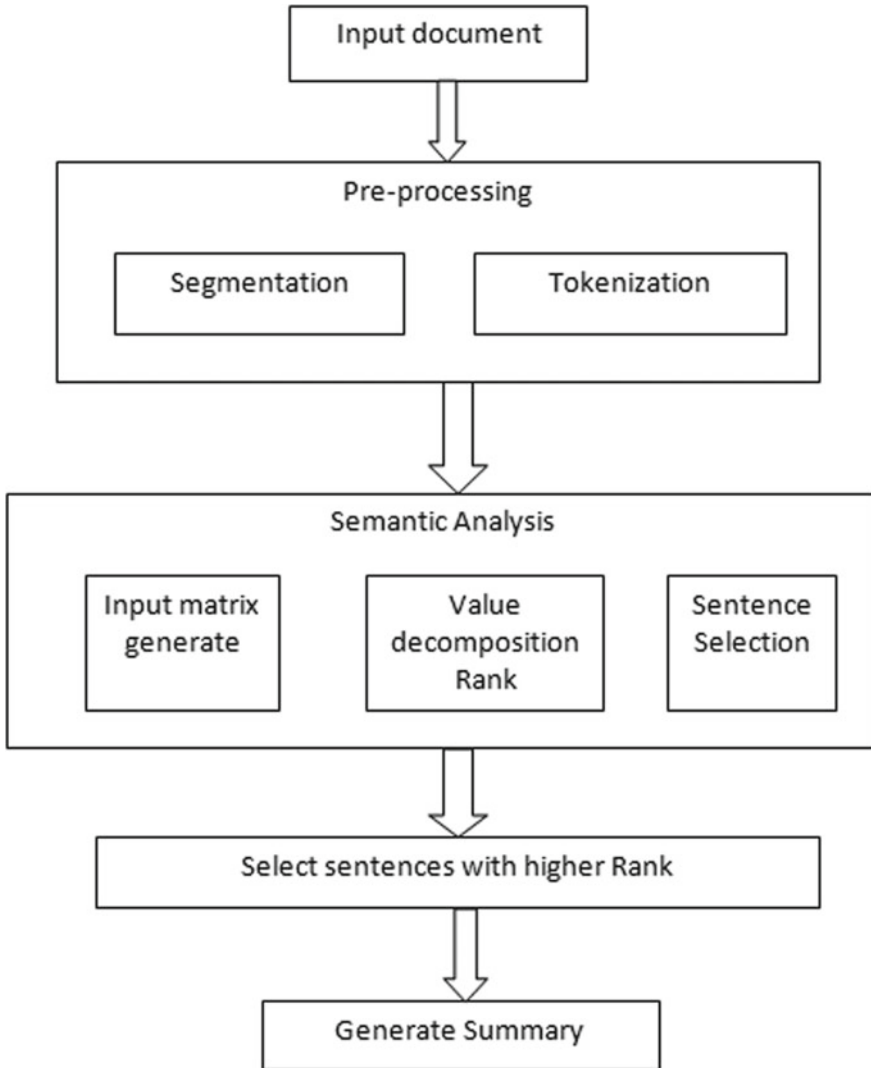 Input document
Pre-processing
Segmentation
Tokenization
Semantic Analysis
Input matrix
generate
Value
decomposition
Rank
Sentence
Selection
Select sentences with higher Rank
Generate Summary